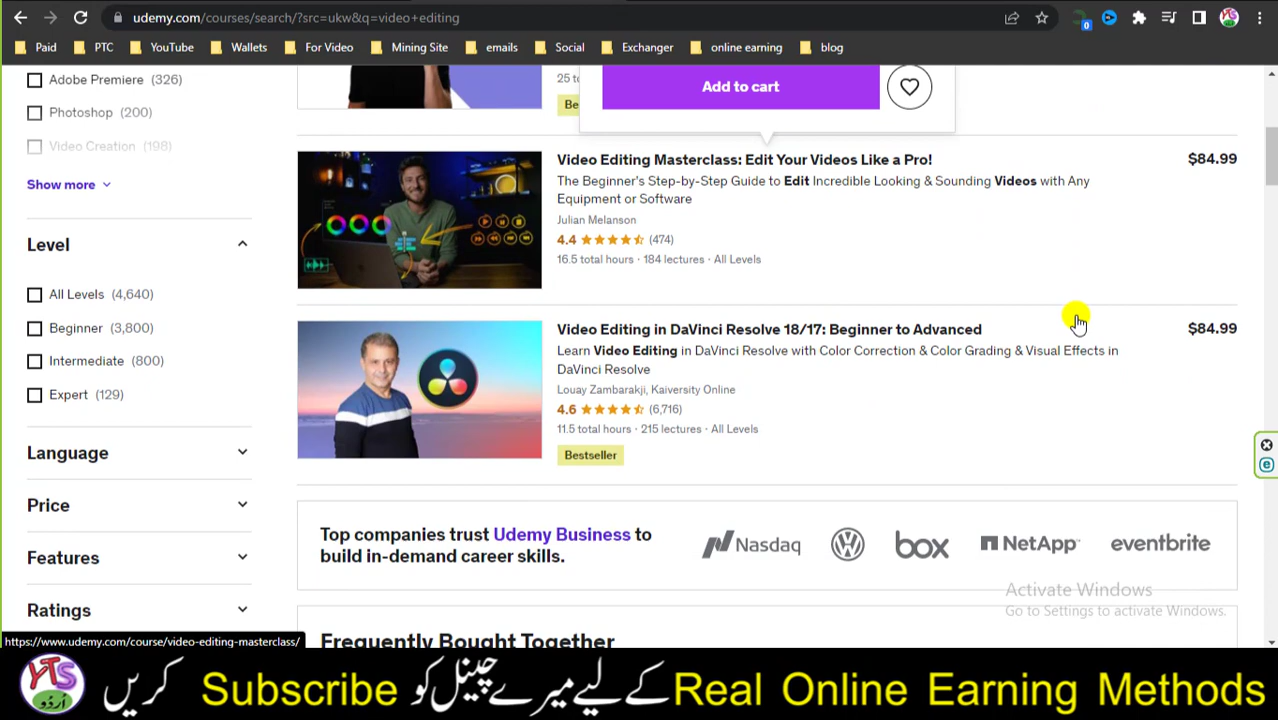 udemy.com/courses/search/?src=ukw&q=video+editing
0
Paid
PTC
YouTube
Wallets
For Video
Mining Site
emails
Social
Exchanger
online earning
blog
Adobe Premiere (326)
Photoshop (200)
Video Creation (198)
Show more
Level
All Levels (4,640)
Beginner (3,800)
Intermediate (800)
Expert (129)
Language
Price
Features
Ratings
25 to
Be
Add to cart
Video Editing Masterclass: Edit Your Videos Like a Pro!
$84.99
The Beginner's Step-by-Step Guide to Edit Incredible Looking & Sounding Videos with Any
Equipment or Software
Julian Melanson
4.4 (474)
16.5 total hours · 184 lectures · All Levels
Video Editing in DaVinci Resolve 18/17: Beginner to Advanced
$84.99
Learn Video Editing in DaVinci Resolve with Color Correction & Color Grading & Visual Effects in
DaVinci Resolve
Louay Zambarakji, Kaiversity Online
4.6 (6,716)
11.5 total hours · 215 lectures · All Levels
Bestseller
Top companies trust Udemy Business to
build in-demand career skills.
Nasdaq
box
NetApp
eventbrite
Activate Windows
Go to Settings to activate Windows.
Frequently Bought Together
https://www.udemy.com/course/video-editing-masterclass/
YTS
اردو
Real Online Earning Methods کے لیے میرے چینل کو Subscribe کریں